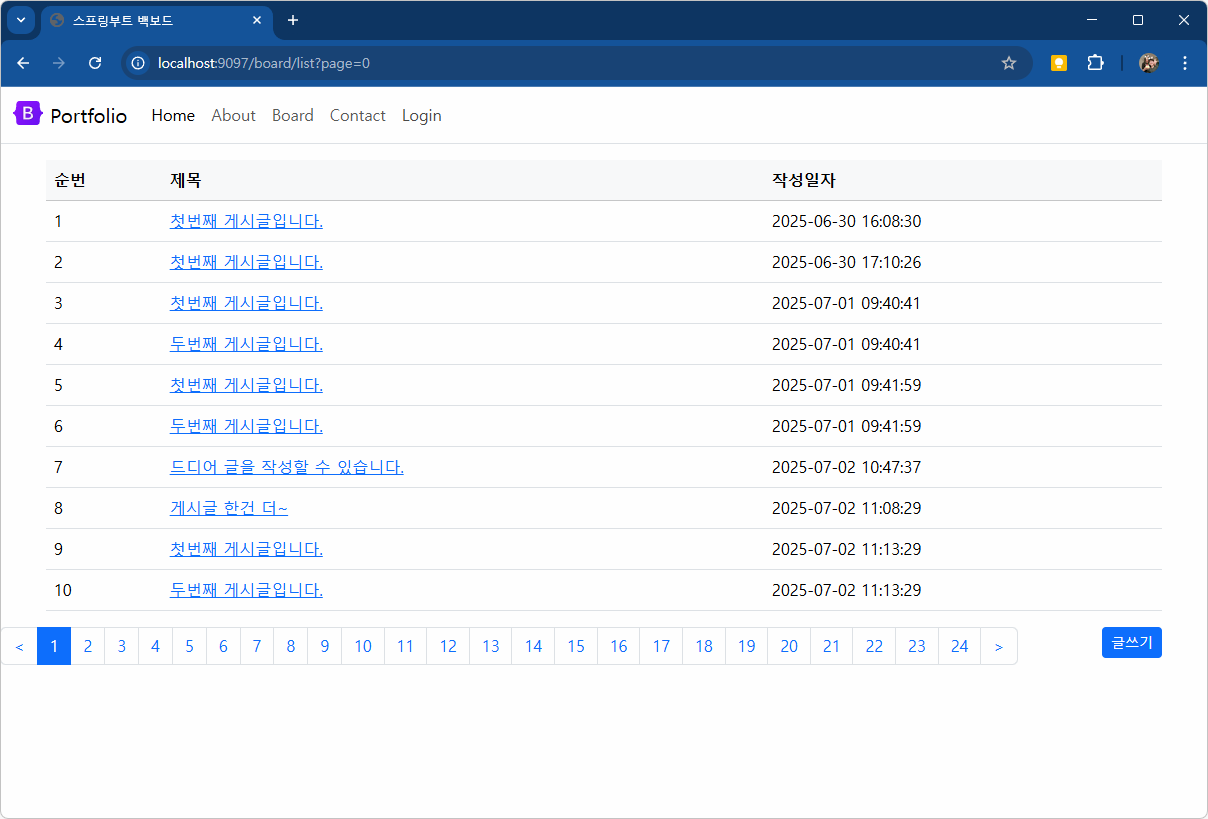 스프링부트 백보드
localhost:9097/board/list?page=0
B Portfolio Home About Board Contact Login
순번 제목 작성일자
1 첫번째 게시글입니다. 2025-06-30 16:08:30
2 첫번째 게시글입니다. 2025-06-30 17:10:26
3 첫번째 게시글입니다. 2025-07-01 09:40:41
4 두번째 게시글입니다. 2025-07-01 09:40:41
5 첫번째 게시글입니다. 2025-07-01 09:41:59
6 두번째 게시글입니다. 2025-07-01 09:41:59
7 드디어 글을 작성할 수 있습니다. 2025-07-02 10:47:37
8 게시글 한건 더~ 2025-07-02 11:08:29
9 첫번째 게시글입니다. 2025-07-02 11:13:29
10 두번째 게시글입니다. 2025-07-02 11:13:29
< 1 2 3 4 5 6 7 8 9 10 11 12 13 14 15 16 17 18 19 20 21 22 23 24 > 글쓰기